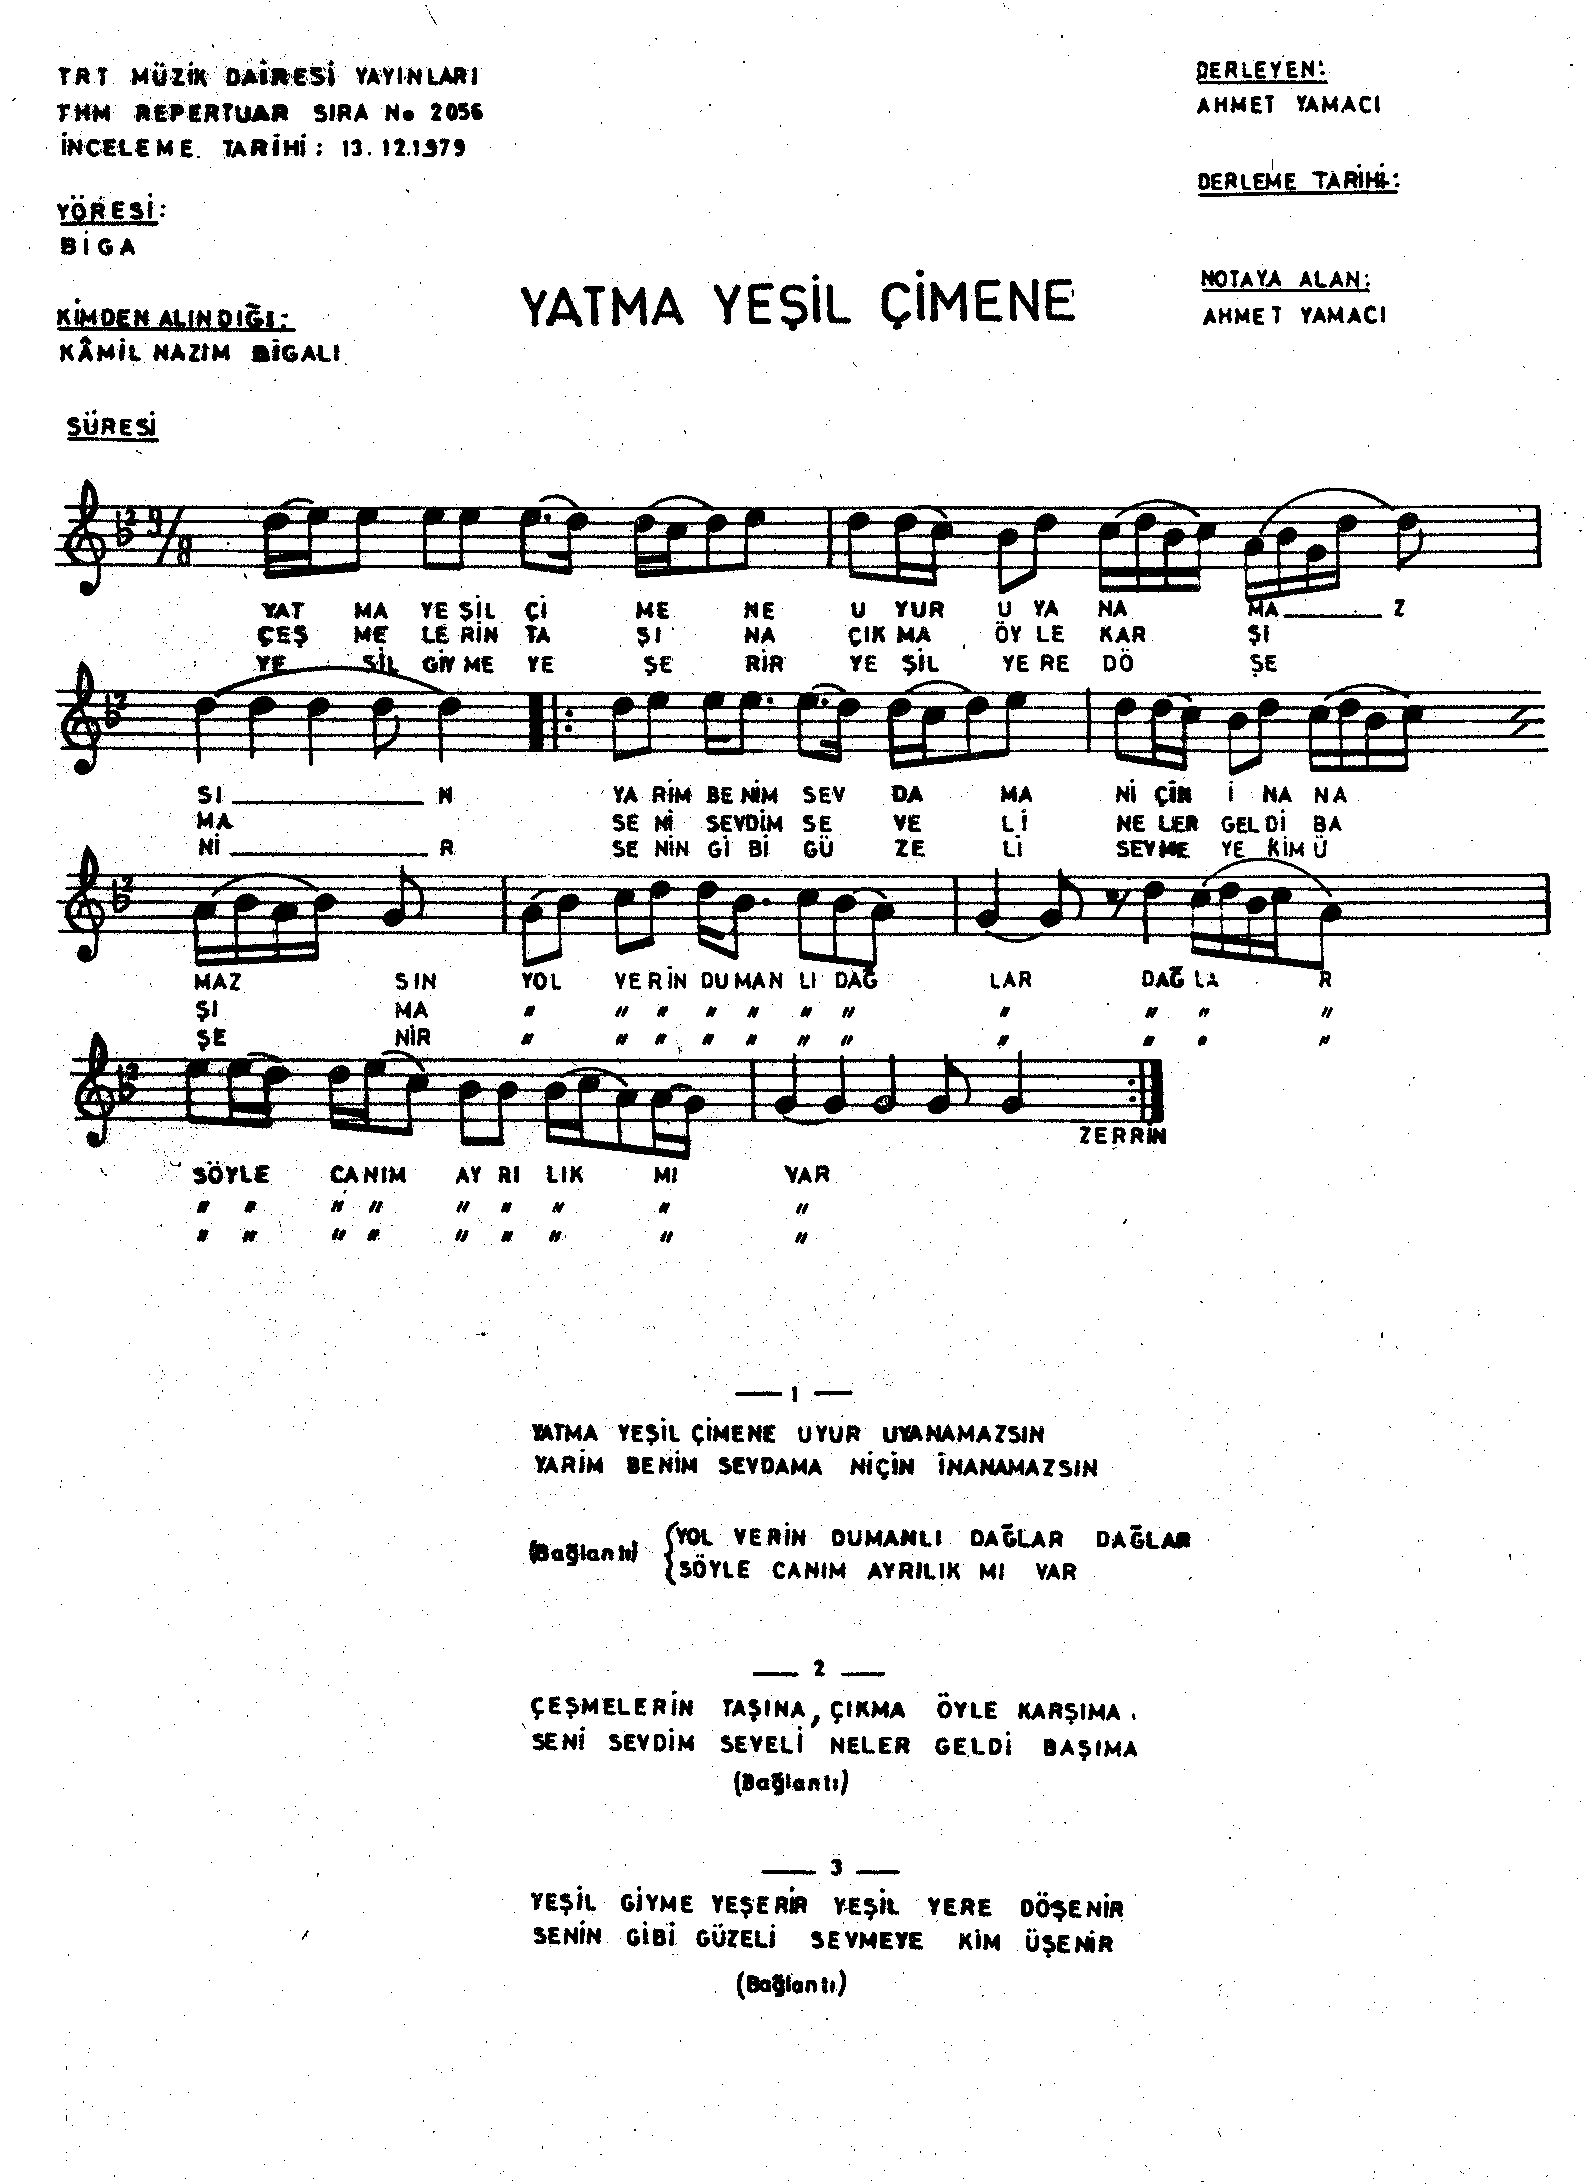 TRT MÜZİK DAİRESİ YAYINLARI
THM REPERTUAR SIRA No 2056
İNCELEME TARİHİ: 13.12.1979
DERLEYEN:
AHMET YAMACI
DERLEME TARİHİ:
YÖRESİ:
BİGA
NOTAYA ALAN:
AHMET YAMACI
YATMA YEŞİL ÇİMENE
KİMDEN ALINDIĞI:
KÂMİL NAZIM BİGALI
SÜRESİ
2 9/8
YAT MA YE ŞİL Çİ ME NE U YUR U YA NA MA Z
ÇEŞ ME LE RİN TA ŞI NA ÇIK MA ÖY LE KAR ŞI
YE ŞİL GİY ME YE ŞE RİR YE ŞİL YE RE DÖ ŞE
2
SI N YA RİM BE NİM SEV DA MA Nİ ÇİN İ NA NA
MA SE Nİ SEVDİM SE VE Lİ NE LER GEL Dİ BA
Nİ R SE NİN Gİ Bİ GÜ ZE Lİ SEVME YE KİM Ü
2
MAZ SIN YOL VE RİN DU MAN LI DAĞ LAR DAĞ LA R
ŞI MA " " " " " " " " " " "
ŞE NİR " " " " " " " " " " "
2
ZERRİN
SÖYLE CANIM AY RI LIK MI VAR
" " " " " " " " "
" " " " " " " " "
— 1 —
YATMA YEŞİL ÇİMENE UYUR UYANAMAZSIN
YARİM BENİM SEVDAMA NİÇİN İNANAMAZSIN
(Bağlantı) { YOL VERİN DUMANLI DAĞLAR DAĞLAR
SÖYLE CANIM AYRILIK MI VAR
— 2 —
ÇEŞMELERİN TAŞINA, ÇIKMA ÖYLE KARŞIMA.
SENİ SEVDİM SEVELİ NELER GELDİ BAŞIMA
(Bağlantı)
— 3 —
YEŞİL GİYME YEŞERİR YEŞİL YERE DÖŞENİR
SENİN GİBİ GÜZELİ SEVMEYE KİM ÜŞENİR
(Bağlantı)